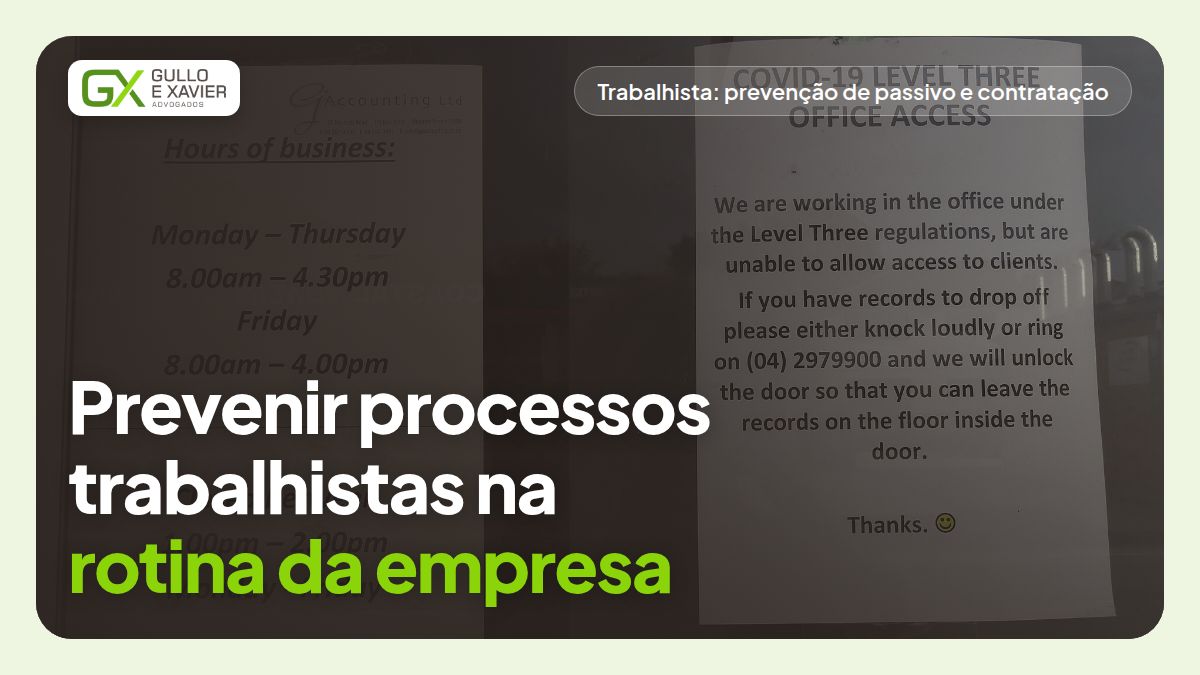 GULLO
E XAVIER
ADVOGADOS
Trabalhista: prevenção de passivo e contratação
Accounting Ltd
Hours of business:
Monday – Thursday
8.00am – 4.30pm
Friday
8.00am – 4.00pm
COVID-19 LEVEL THREE
OFFICE ACCESS
We are working in the office under
the Level Three regulations, but are
unable to allow access to clients.
If you have records to drop off
please either knock loudly or ring
on (04) 2979900 and we will unlock
the door so that you can leave the
records on the floor inside the
door.
Thanks.
Prevenir processos
trabalhistas na
rotina da empresa